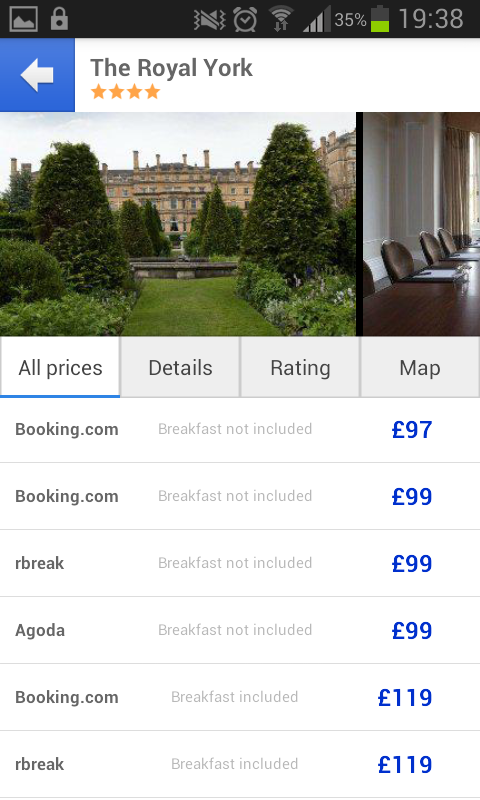 35% 19:38
The Royal York
All prices Details Rating Map
Booking.com Breakfast not included £97
Booking.com Breakfast not included £99
rbreak Breakfast not included £99
Agoda Breakfast not included £99
Booking.com Breakfast included £119
rbreak Breakfast included £119